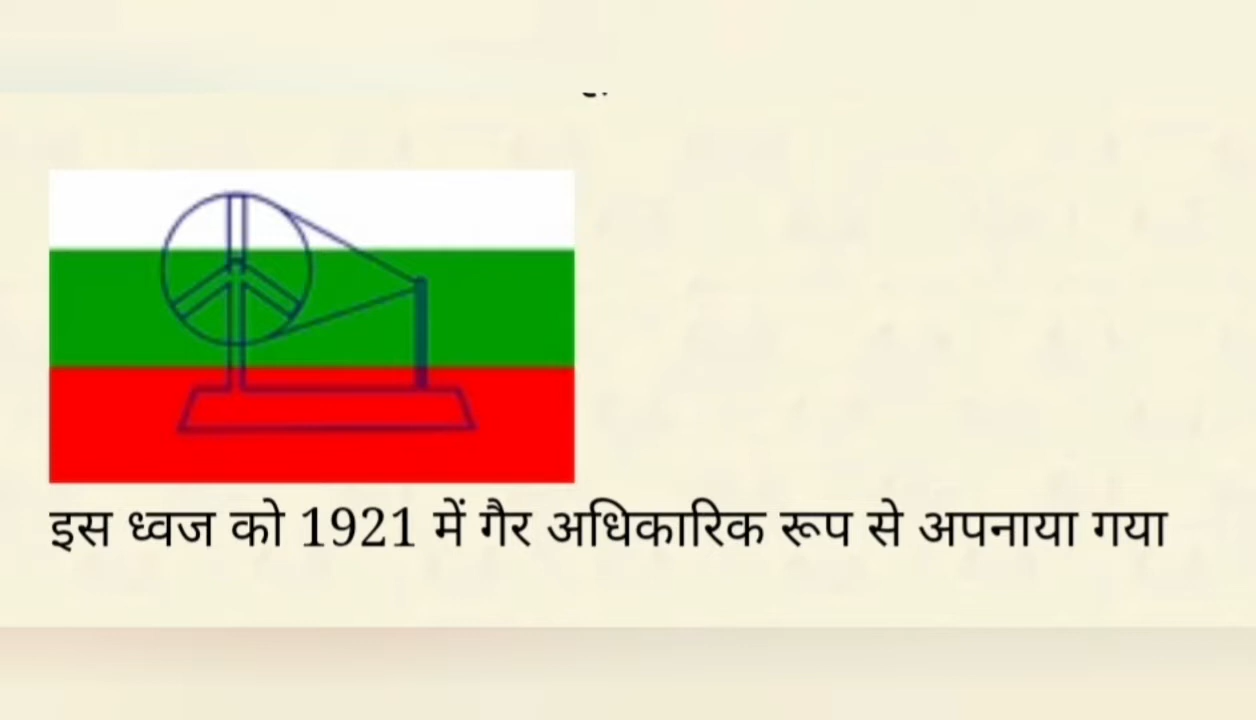 इस ध्वज को 1921 में गैर अधिकारिक रूप से अपनाया गया